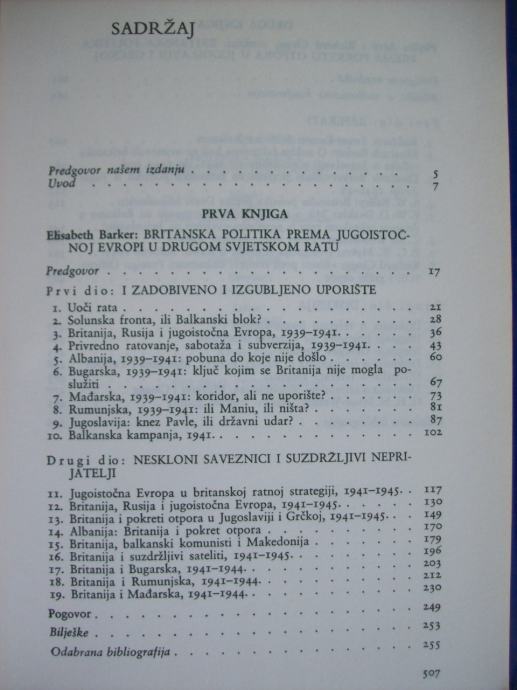 SADRŽAJ
Predgovor našem izdanju . . . . . . . . . . . 5
Uvod . . . . . . . . . . . . . . . . . 7
PRVA KNJIGA
Elisabeth Barker: BRITANSKA POLITIKA PREMA JUGOISTOČ-
NOJ EVROPI U DRUGOM SVJETSKOM RATU
Predgovor . . . . . . . . . . . . . . . . 17
Prvi dio: I ZADOBIVENO I IZGUBLJENO UPORIŠTE
1. Uoči rata . . . . . . . . . . . . . . . 21
2. Solunska fronta, ili Balkanski blok? . . . . . . . . 28
3. Britanija, Rusija i jugoistočna Evropa, 1939-1941. . . . . 36
4. Privredno ratovanje, sabotaža i subverzija, 1939-1941. . . . 43
5. Albanija, 1939-1941: pobuna do koje nije došlo . . . . . 60
6. Bugarska, 1939-1941: ključ kojim se Britanija nije mogla po-
služiti . . . . . . . . . . . . . . . . 67
7. Mađarska, 1939-1941: koridor, ali ne uporište? . . . . . 73
8. Rumunjska, 1939-1941: ili Maniu, ili ništa? . . . . . . 81
9. Jugoslavija: knez Pavle, ili državni udar? . . . . . . 87
10. Balkanska kampanja, 1941. . . . . . . . . . . 102
Drugi dio: NESKLONI SAVEZNICI I SUZDRŽLJIVI NEPRI-
JATELJI
11. Jugoistočna Evropa u britanskoj ratnoj strategiji, 1941-1945. . 117
12. Britanija, Rusija i jugoistočna Evropa, 1941-1945. . . . . 130
13. Britanija i pokreti otpora u Jugoslaviji i Grčkoj, 1941-1945. . 149
14. Albanija: Britanija i pokret otpora . . . . . . . . 170
15. Britanija, balkanski komunisti i Makedonija . . . . . . 179
16. Britanija i suzdržljivi sateliti, 1941-1945. . . . . . . 196
17. Britanija i Bugarska, 1941-1944. . . . . . . . . 203
18. Britanija i Rumunjska, 1941-1944. . . . . . . . . 212
19. Britanija i Mađarska, 1941-1944. . . . . . . . . 230
Pogovor . . . . . . . . . . . . . . . . 249
Bilješke . . . . . . . . . . . . . . . . 253
Odabrana bibliografija . . . . . . . . . . . . 255
507